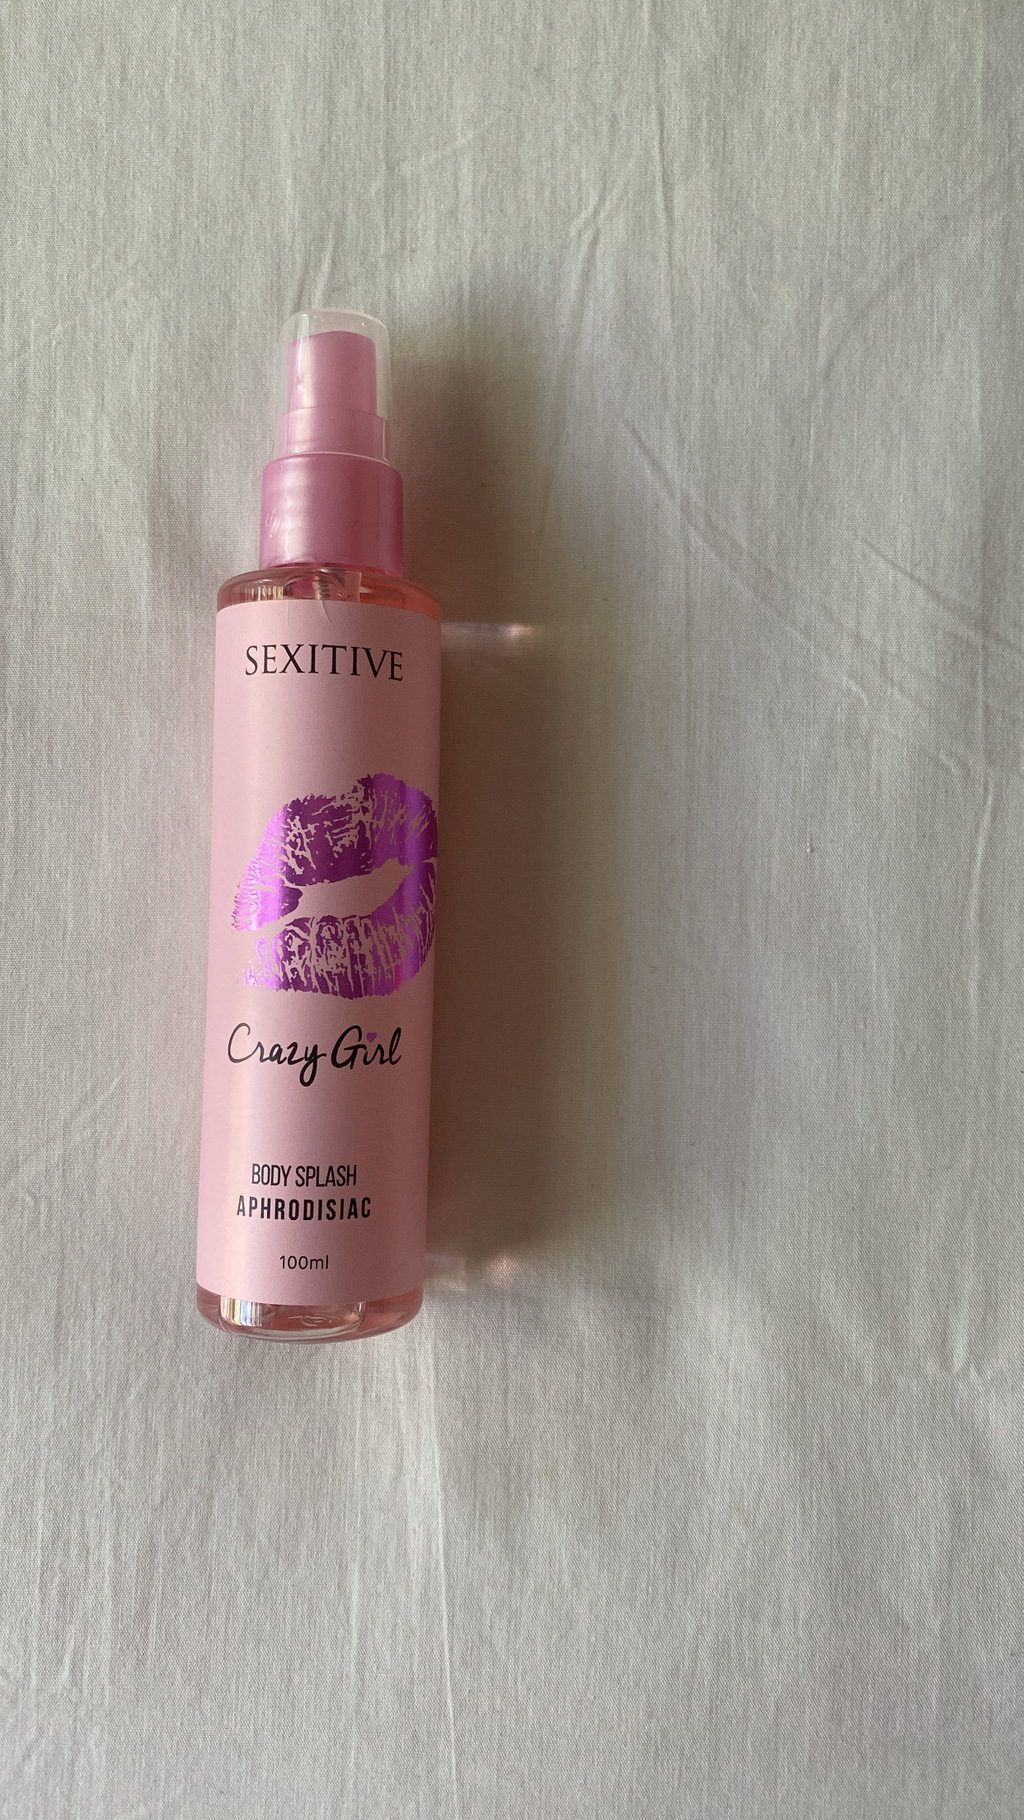 SEXITIVE
Crazy Girl
BODY SPLASH
APHRODISIAC
100ml